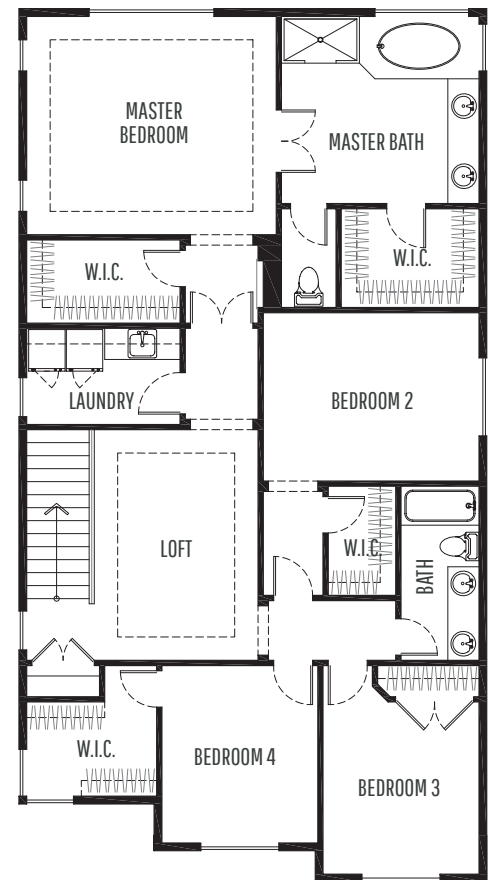 MASTER
BEDROOM
MASTER BATH
W.I.C.
W.I.C.
LAUNDRY
BEDROOM 2
LOFT
W.I.C.
BATH
W.I.C.
BEDROOM 4
BEDROOM 3